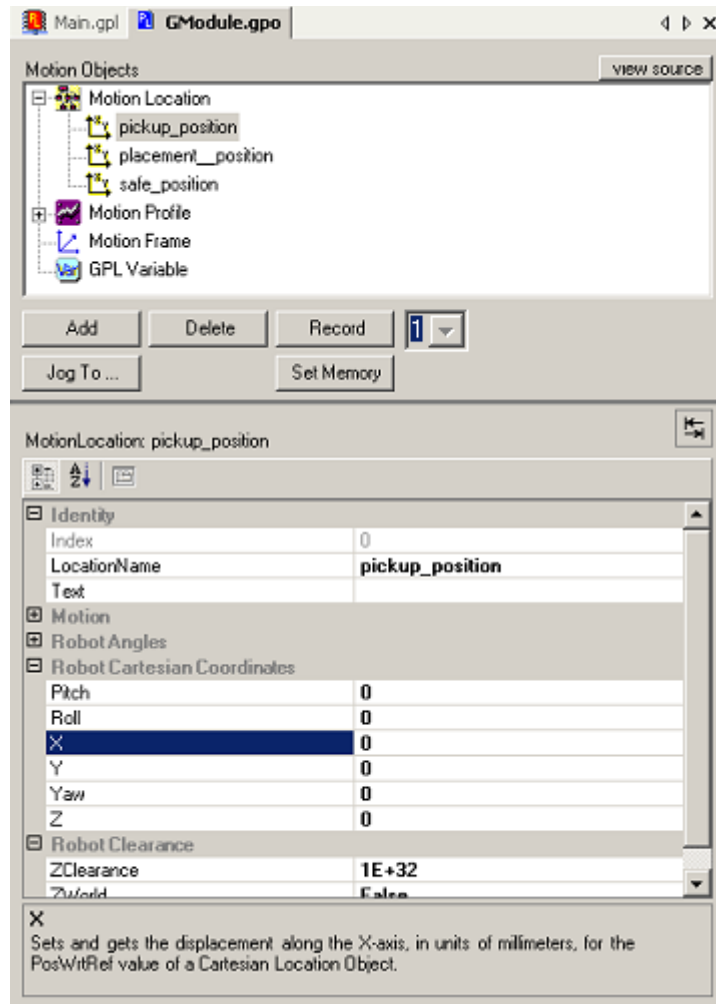 Main.gpl GModule.gpo
Motion Objects view source
Motion Location
pickup_position
placement__position
safe_position
Motion Profile
Motion Frame
Var GPL Variable
Add Delete Record 1
Jog To ... Set Memory
MotionLocation: pickup_position
Identity
Index 0
LocationName pickup_position
Text
Motion
Robot Angles
Robot Cartesian Coordinates
Pitch 0
Roll 0
X 0
Y 0
Yaw 0
Z 0
Robot Clearance
ZClearance 1E+32
ZWorld False
X
Sets and gets the displacement along the X-axis, in units of millimeters, for the
PosWrtRef value of a Cartesian Location Object.